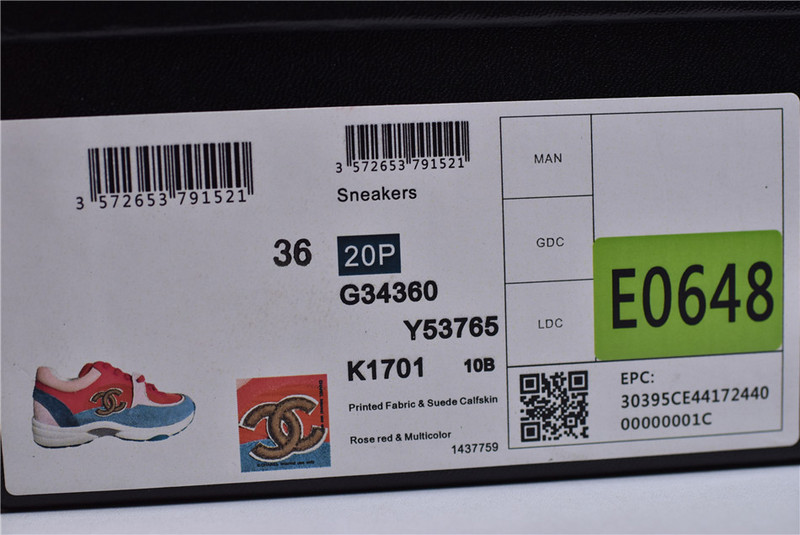 3 572653 791521
3 572653 791521
Sneakers
36
20P
G34360
Y53765
K1701 10B
Printed Fabric & Suede Calfskin
Rose red & Multicolor
1437759
MAN
GDC
LDC
E0648
EPC:
30395CE44172440
00000001C